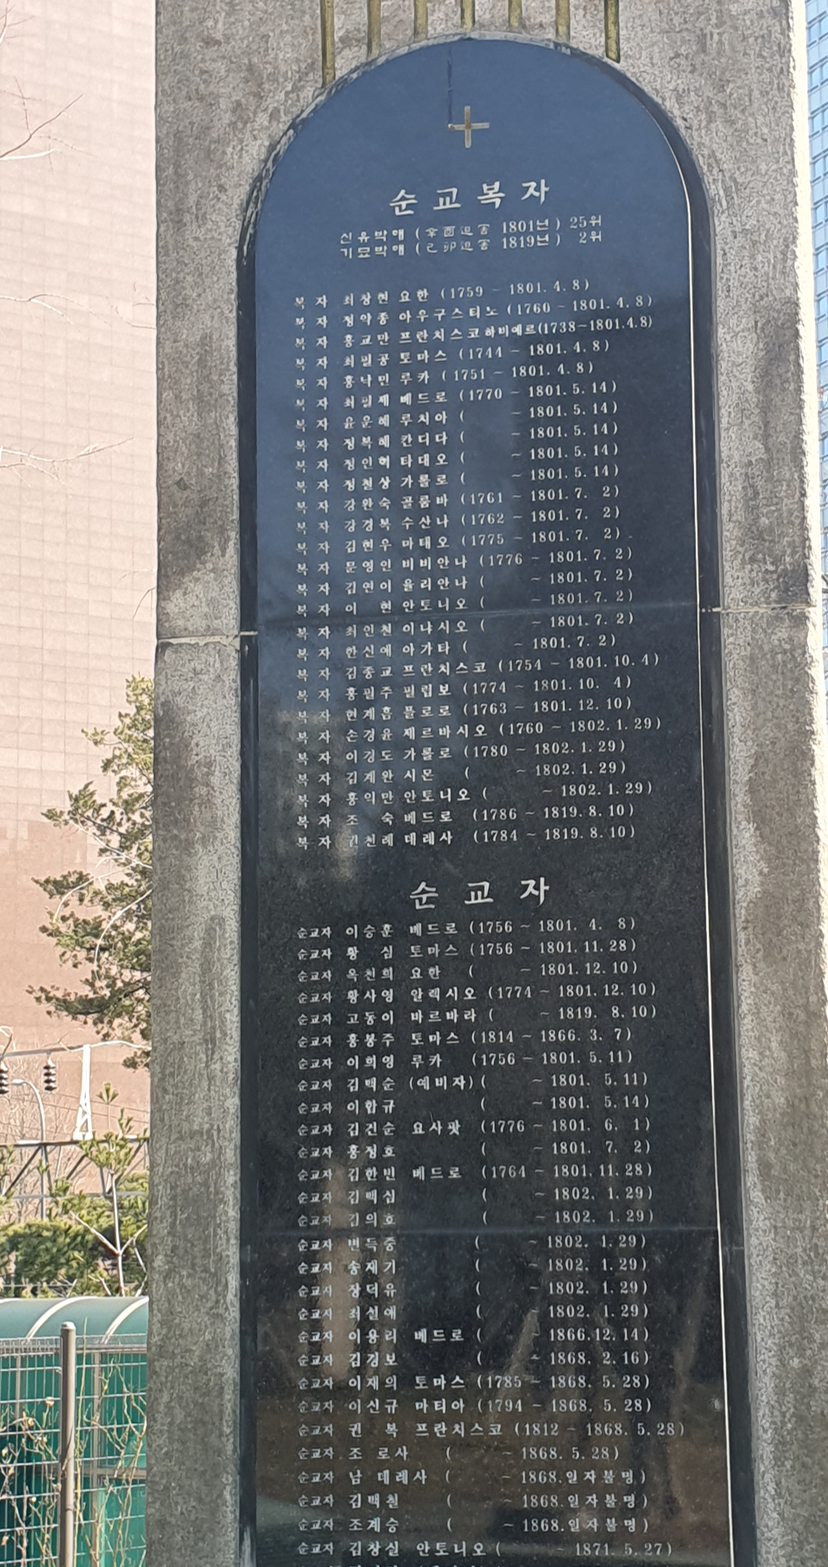 순교복자
신유박해 (辛酉迫害 1801년) 25위
기묘박해 (己卯迫害 1819년) 2위
복 자 최창현 요한 (1759 ~ 1801. 4. 8)
복 자 정약종 아우구스티노 (1760 ~ 1801. 4. 8)
복 자 홍교만 프란치스코하비에르(1738~1801.4.8)
복 자 최필공 토마스 (1744 ~ 1801. 4. 8)
복 자 홍낙민 루카 (1751 ~ 1801. 4. 8)
복 자 최필제 베드로 (1770 ~ 1801. 5. 14)
복 자 윤운혜 루치아 ( ~ 1801. 5. 14)
복 자 정복혜 칸디다 ( ~ 1801. 5. 14)
복 자 정인혁 타대오 ( ~ 1801. 5. 14)
복 자 정철상 가롤로 ( ~ 1801. 5. 14)
복 자 강완숙 골룸바 (1761 ~ 1801. 7. 2)
복 자 강경복 수산나 (1762 ~ 1801. 7. 2)
복 자 김현우 마태오 (1775 ~ 1801. 7. 2)
복 자 문영인 비비안나 (1776 ~ 1801. 7. 2)
복 자 김연이 율리안나 ( ~ 1801. 7. 2)
복 자 이 현 안토니오 ( ~ 1801. 7. 2)
복 자 최인철 이냐시오 ( ~ 1801. 7. 2)
복 자 한신애 아가타 ( ~ 1801. 7. 2)
복 자 김종교 프란치스코 (1754 ~ 1801. 10. 4)
복 자 홍필주 필립보 (1774 ~ 1801. 10. 4)
복 자 현계흠 플로로 (1763 ~ 1801. 12. 10)
복 자 손경윤 제르바시오 (1760 ~ 1802. 1. 29)
복 자 이경도 가롤로 (1780 ~ 1802. 1. 29)
복 자 김계완 시몬 ( ~ 1802. 1. 29)
복 자 홍익만 안토니오 ( ~ 1802. 1. 29)
복 자 조 숙 베드로 (1786 ~ 1819. 8. 10)
복 자 권천례 데레사 (1784 ~ 1819. 8. 10)
순교자
순교자 이승훈 베드로 (1756 ~ 1801. 4. 8)
순교자 황 심 토마스 (1756 ~ 1801. 11. 28)
순교자 옥천희 요한 ( ~ 1801. 12. 10)
순교자 황사영 알렉시오 (1774 ~ 1801. 12. 10)
순교자 고동이 바르바라 ( ~ 1819. 8. 10)
순교자 홍봉주 토마스 (1814 ~ 1866. 3. 7)
순교자 이희영 루카 (1756 ~ 1801. 5. 11)
순교자 김백순 (예비자) ( ~ 1801. 5. 11)
순교자 이합규 ( ~ 1801. 5. 14)
순교자 김건순 요사팟 (1776 ~ 1801. 6. 1)
순교자 홍정호 ( ~ 1801. 7. 2)
순교자 김한빈 베드로 (1764 ~ 1801. 11. 28)
순교자 김백심 ( ~ 1802. 1. 29)
순교자 김의호 ( ~ 1802. 1. 29)
순교자 변득중 ( ~ 1802. 1. 29)
순교자 송재기 ( ~ 1802. 1. 29)
순교자 장덕유 ( ~ 1802. 1. 29)
순교자 최설애 ( ~ 1802. 1. 29)
순교자 이용래 베드로 ( ~ 1866. 12. 14)
순교자 김경보 ( ~ 1868. 2. 16)
순교자 이재의 토마스 (1785 ~ 1868. 5. 28)
순교자 이신규 마티아 (1794 ~ 1868. 5. 28)
순교자 권 복 프란치스코 (1812 ~ 1868. 5. 28)
순교자 조 로사 ( ~ 1868. 5. 28)
순교자 남 데레사 ( ~ 1868.일자불명)
순교자 김백철 ( ~ 1868.일자불명)
순교자 조계승 ( ~ 1868.일자불명)
순교자 김창실 안토니오 ( ~ 1871. 5. 27)